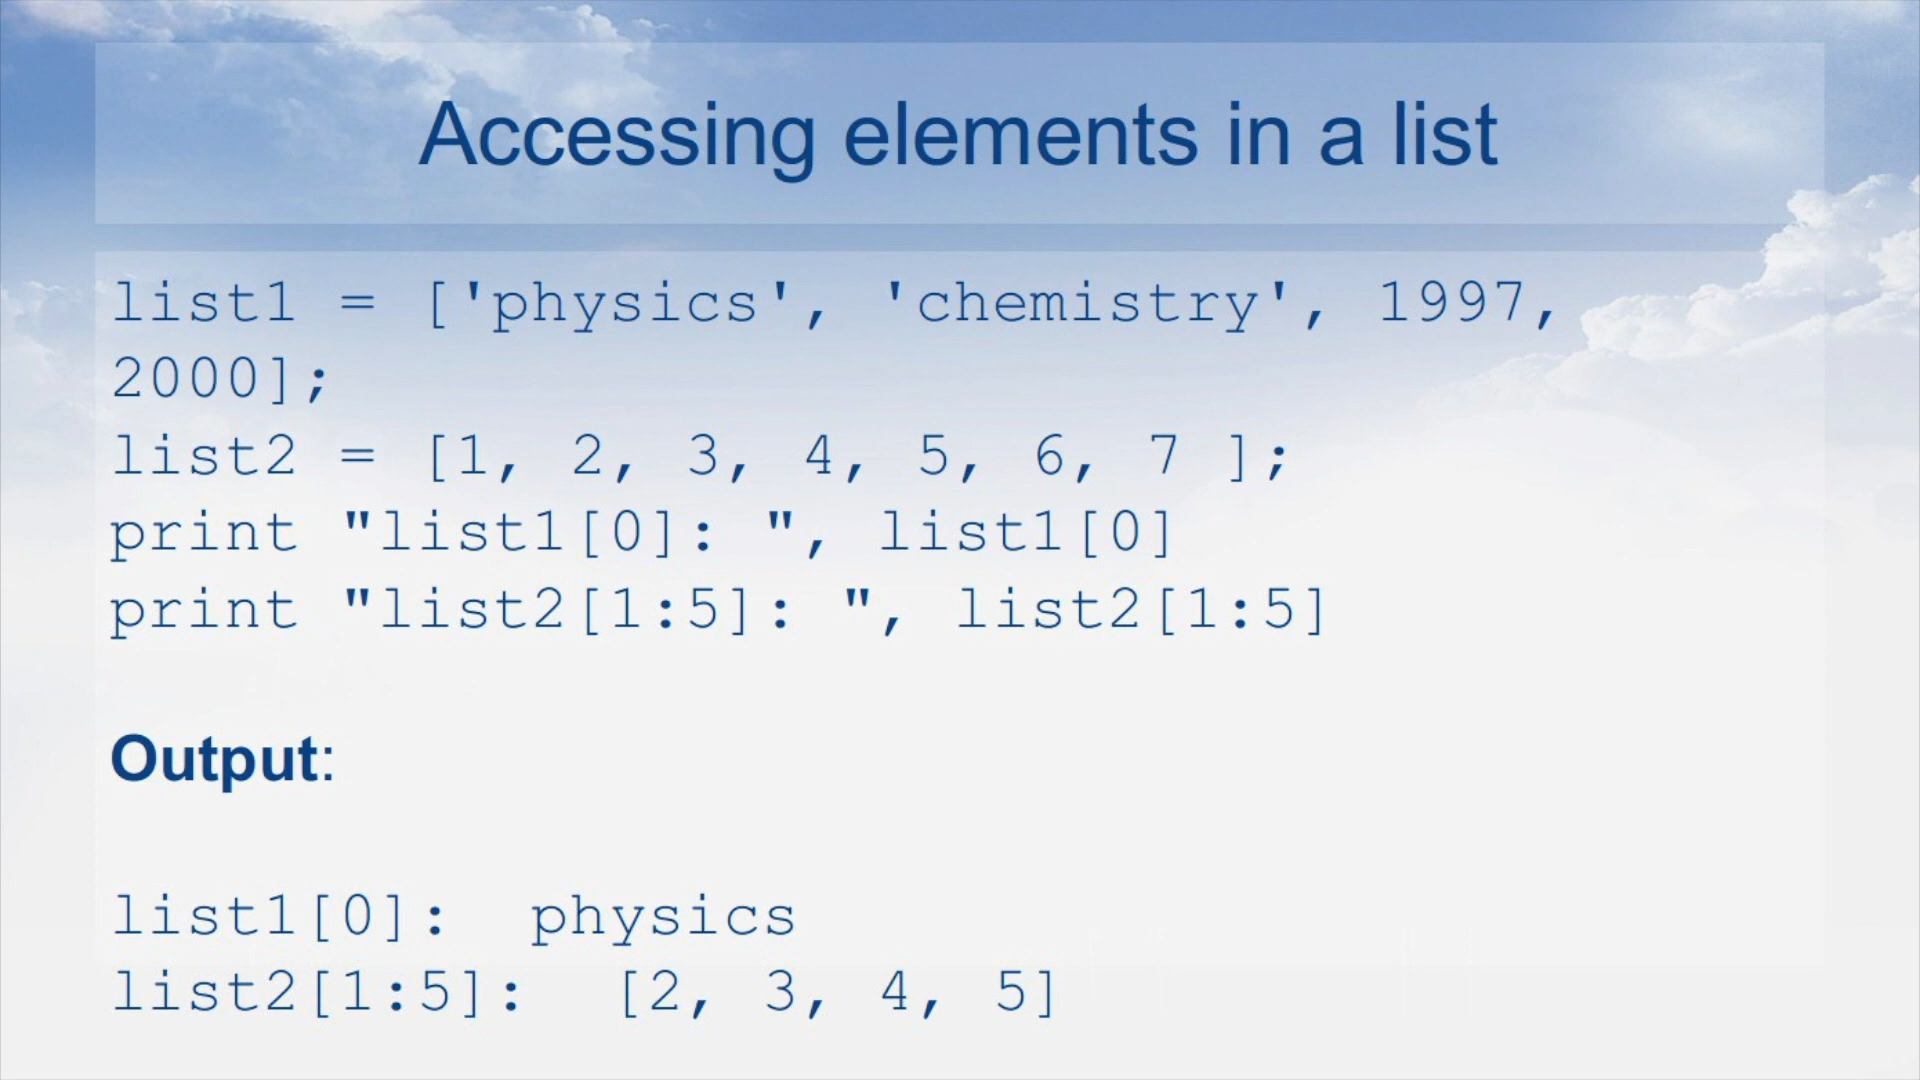 Accessing elements in a list
list1 = ['physics', 'chemistry', 1997,
2000];
list2 = [1, 2, 3, 4, 5, 6, 7 ];
print "list1[0]: ", list1[0]
print "list2[1:5]: ", list2[1:5]
Output:
list1[0]:  physics
list2[1:5]:  [2, 3, 4, 5]